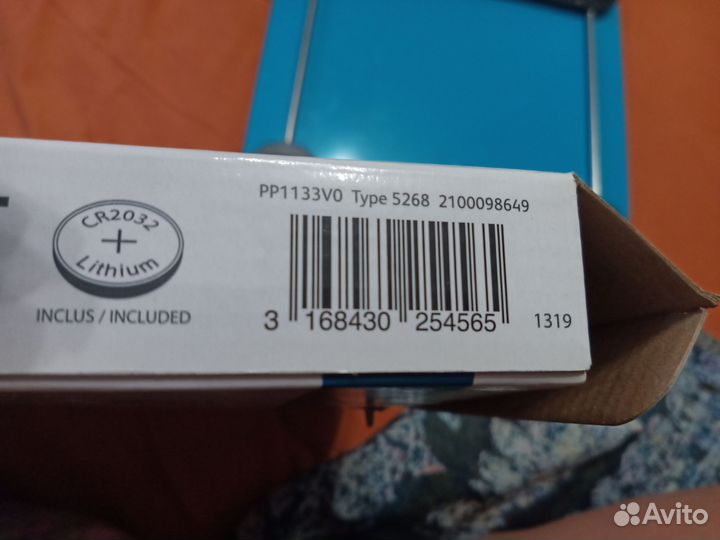 PP1133V0 Type 5268 2100098649
CR2032
+
Lithium
INCLUS / INCLUDED
3 168430 254565
1319
Avito